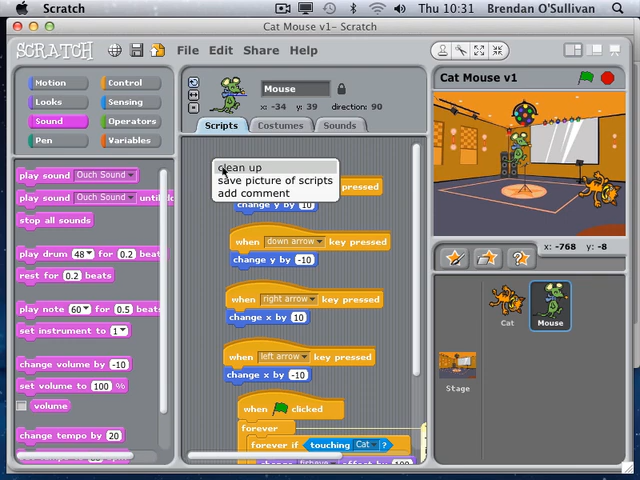 Scratch
Thu 10:31 Brendan O'Sullivan
Cat Mouse v1– Scratch
SCRATCH File Edit Share Help
Motion Control
Looks Sensing
Sound Operators
Pen Variables
Mouse
x: -34 y: 39 direction: 90
Scripts Costumes Sounds
Cat Mouse v1
play sound Ouch Sound
play sound Ouch Sound
stop all sounds
play drum 48 for 0.2 beat
rest for 0.2 beats
play note 60 for 0.5 beats
set instrument to 1
change volume by -10
set volume to 100 %
volume
change tempo by 20
clean up
save picture of scripts
add comment
pressed
change y by 10
when down arrow key pressed
change y by -10
when right arrow key pressed
change x by 10
when left arrow key pressed
change x by -10
when clicked
forever
forever if touching Cat ?
x: -768 y: -8
Cat Mouse
Stage